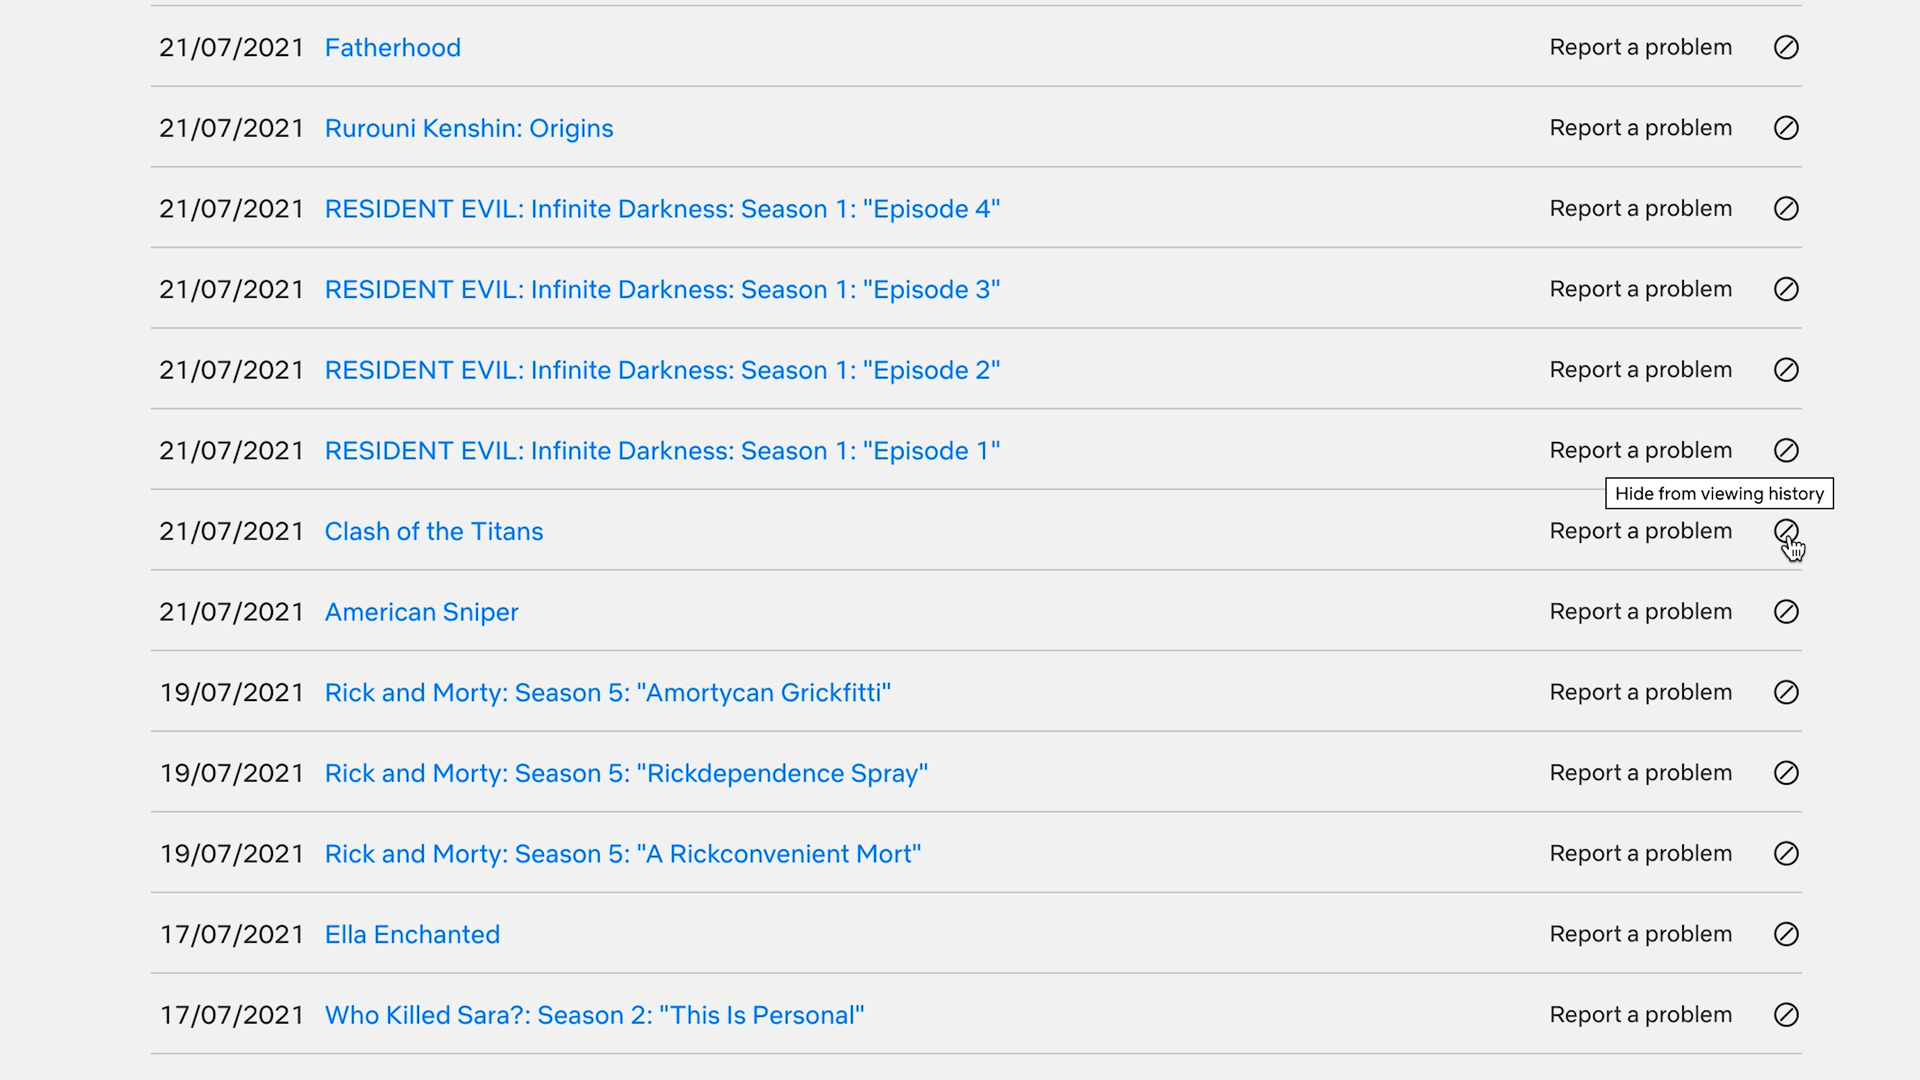 21/07/2021 Fatherhood Report a problem
21/07/2021 Rurouni Kenshin: Origins Report a problem
21/07/2021 RESIDENT EVIL: Infinite Darkness: Season 1: "Episode 4" Report a problem
21/07/2021 RESIDENT EVIL: Infinite Darkness: Season 1: "Episode 3" Report a problem
21/07/2021 RESIDENT EVIL: Infinite Darkness: Season 1: "Episode 2" Report a problem
21/07/2021 RESIDENT EVIL: Infinite Darkness: Season 1: "Episode 1" Report a problem
Hide from viewing history
21/07/2021 Clash of the Titans Report a problem
21/07/2021 American Sniper Report a problem
19/07/2021 Rick and Morty: Season 5: "Amortycan Grickfitti" Report a problem
19/07/2021 Rick and Morty: Season 5: "Rickdependence Spray" Report a problem
19/07/2021 Rick and Morty: Season 5: "A Rickconvenient Mort" Report a problem
17/07/2021 Ella Enchanted Report a problem
17/07/2021 Who Killed Sara?: Season 2: "This Is Personal" Report a problem